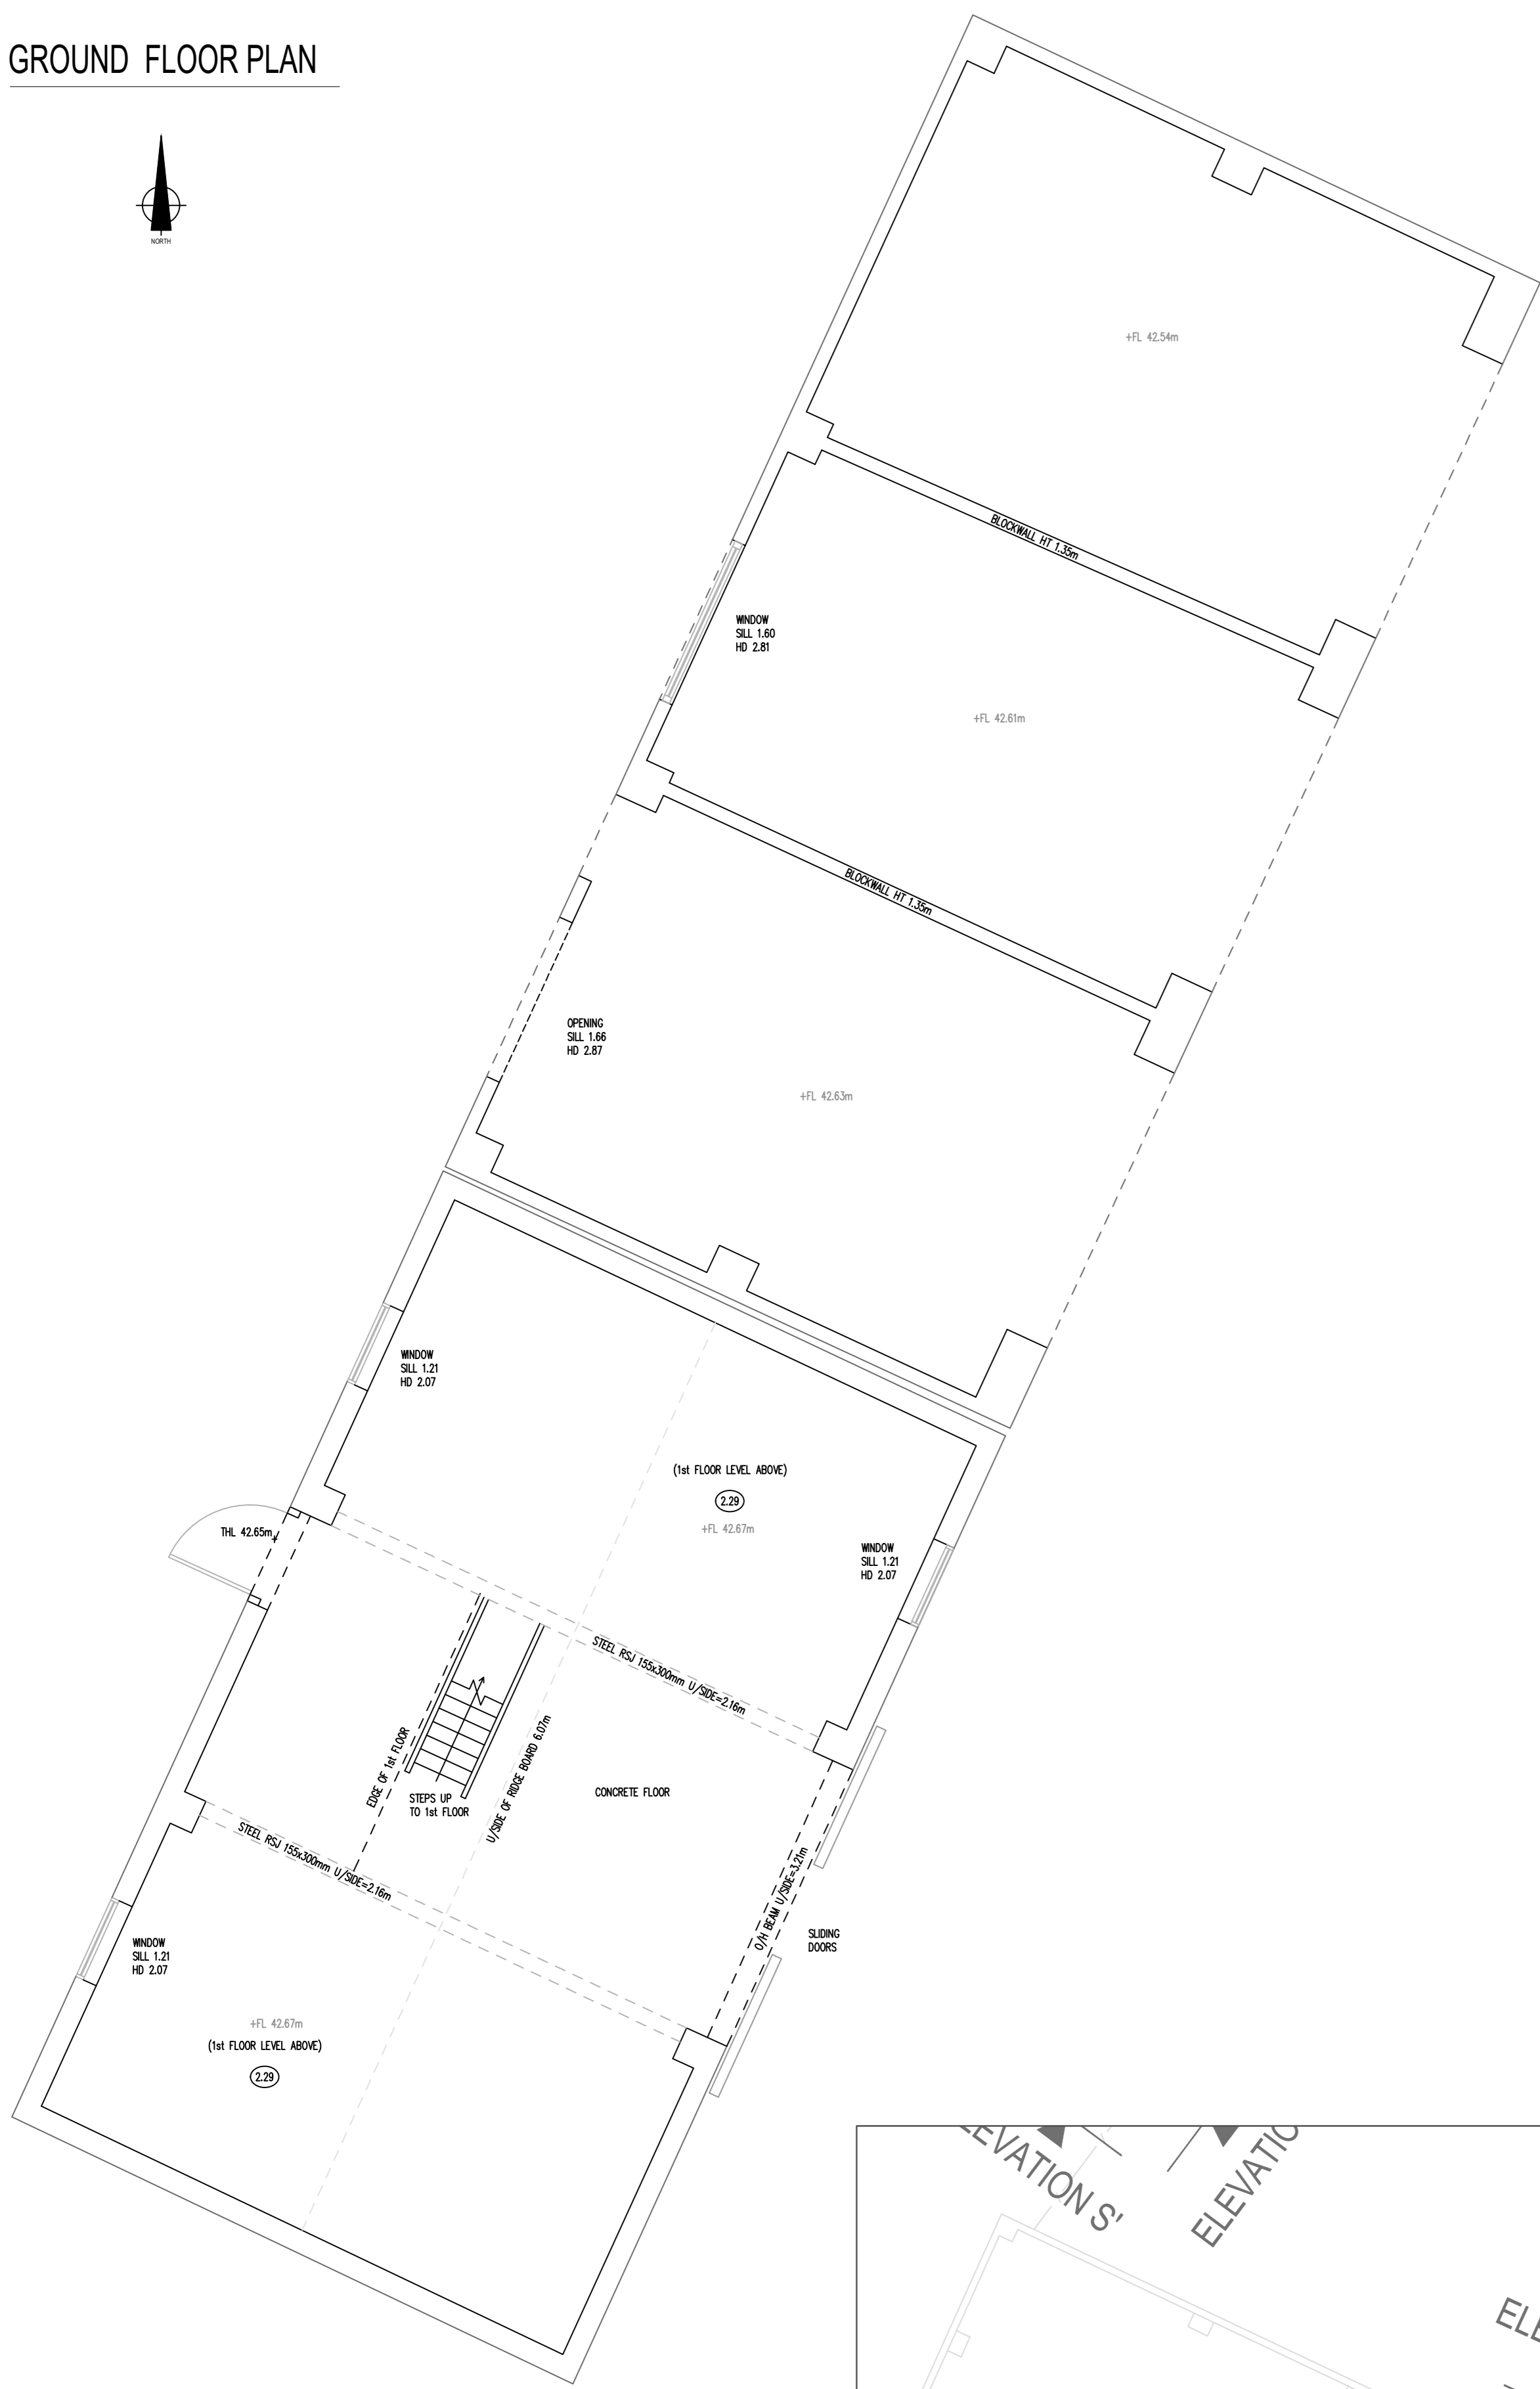 GROUND FLOOR PLAN
NORTH
+FL 42.54m
BLOCKWALL HT 1.35m
WINDOW
SILL 1.60
HD 2.81
+FL 42.61m
BLOCKWALL HT 1.35m
OPENING
SILL 1.66
HD 2.87
+FL 42.63m
WINDOW
SILL 1.21
HD 2.07
(1st FLOOR LEVEL ABOVE)
2.29
+FL 42.67m
THL 42.65m
WINDOW
SILL 1.21
HD 2.07
STEEL RSJ 155x300mm U/SIDE=2.16m
EDGE OF 1st FLOOR
STEPS UP
TO 1st FLOOR
U/SIDE OF RIDGE BOARD 6.07m
CONCRETE FLOOR
STEEL RSJ 155x300mm U/SIDE=2.16m
O/H BEAM U/SIDE=3.21m
SLIDING
DOORS
WINDOW
SILL 1.21
HD 2.07
+FL 42.67m
(1st FLOOR LEVEL ABOVE)
2.29
ELEVATION S'